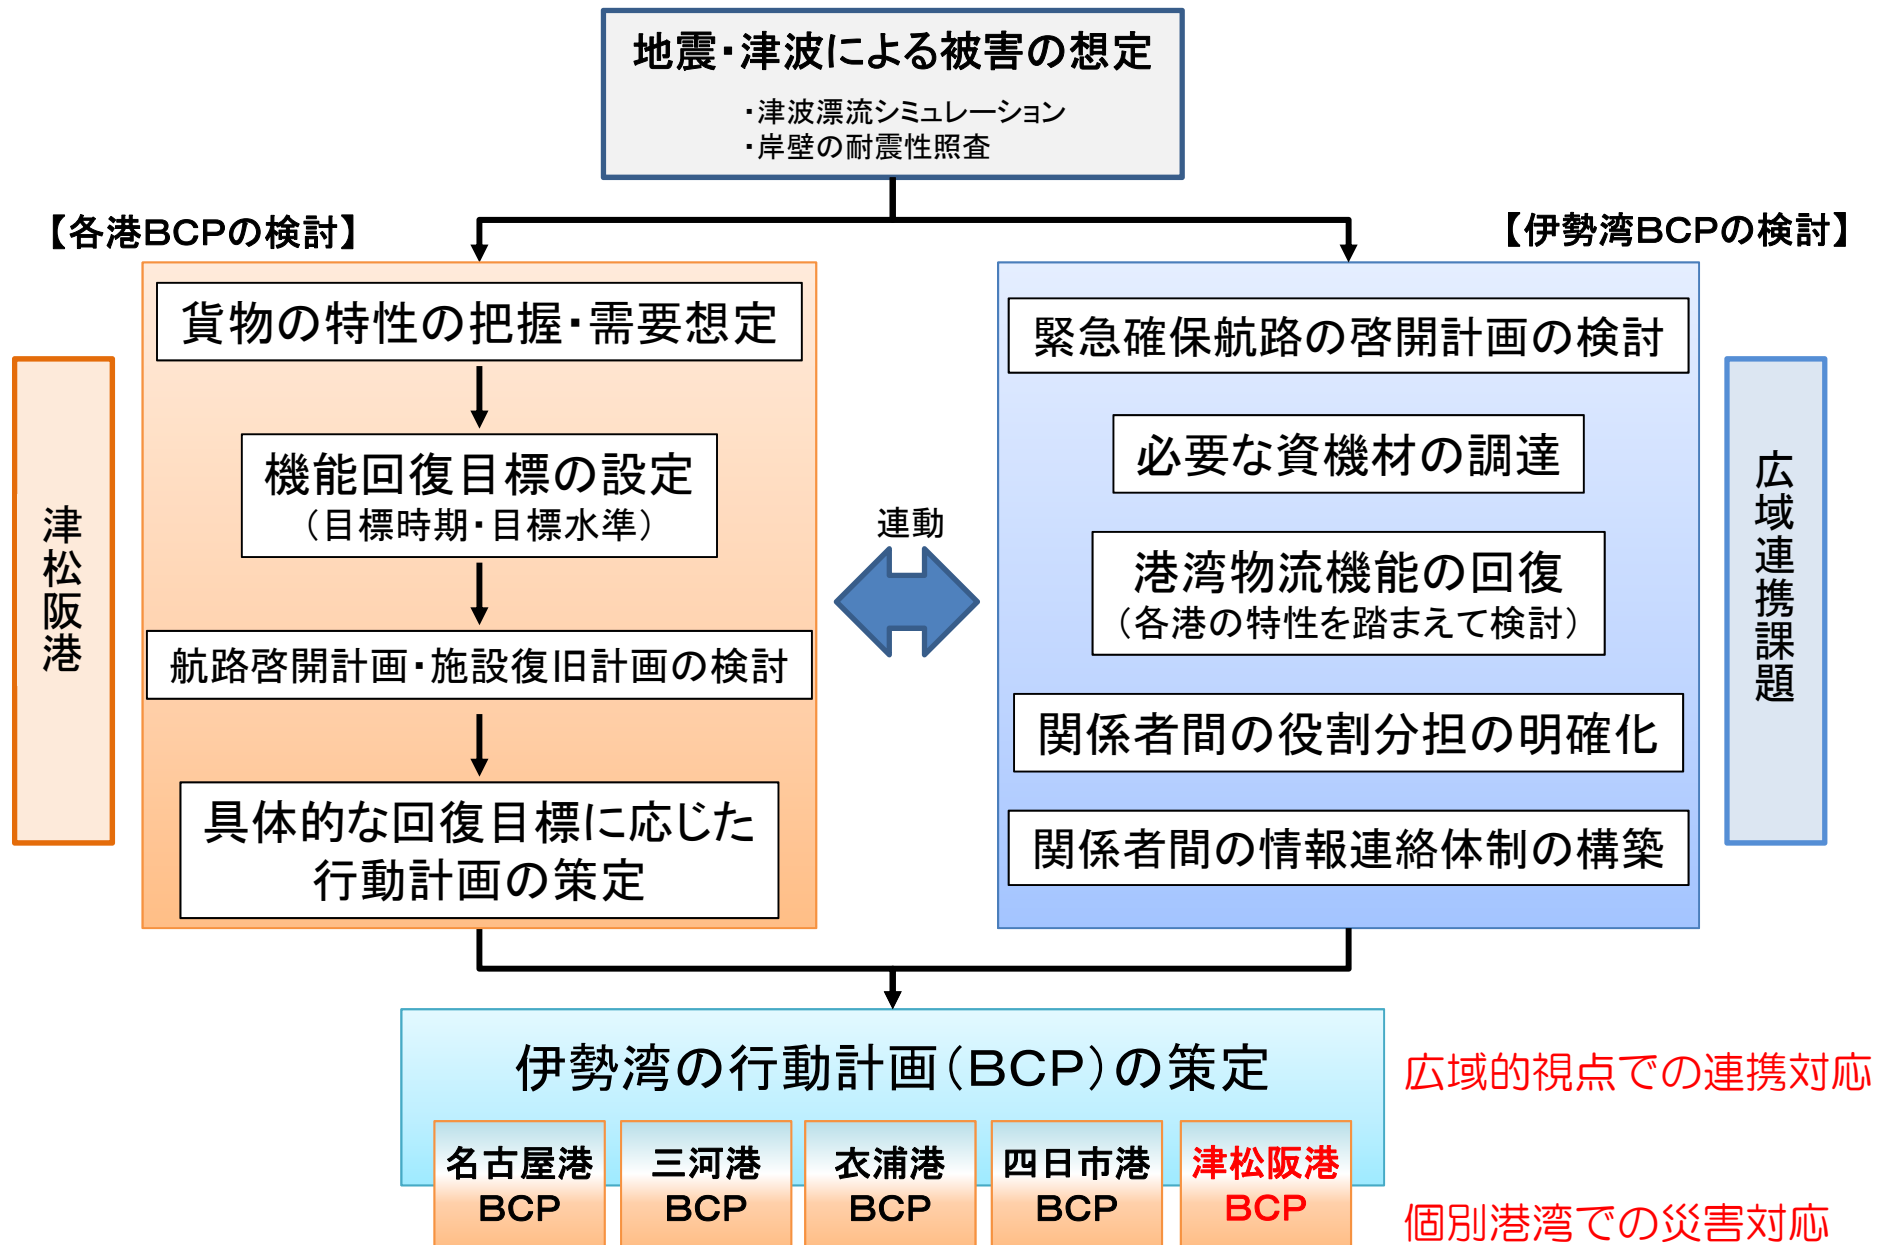 地震・津波による被害の想定
・津波漂流シミュレーション
・岸壁の耐震性照査
【各港BCPの検討】
【伊勢湾BCPの検討】
津松阪港
貨物の特性の把握・需要想定
機能回復目標の設定
（目標時期・目標水準）
航路啓開計画・施設復旧計画の検討
具体的な回復目標に応じた
行動計画の策定
連動
緊急確保航路の啓開計画の検討
必要な資機材の調達
港湾物流機能の回復
（各港の特性を踏まえて検討）
関係者間の役割分担の明確化
関係者間の情報連絡体制の構築
広域連携課題
伊勢湾の行動計画（BCP）の策定
広域的視点での連携対応
名古屋港
BCP
三河港
BCP
衣浦港
BCP
四日市港
BCP
津松阪港
BCP
個別港湾での災害対応